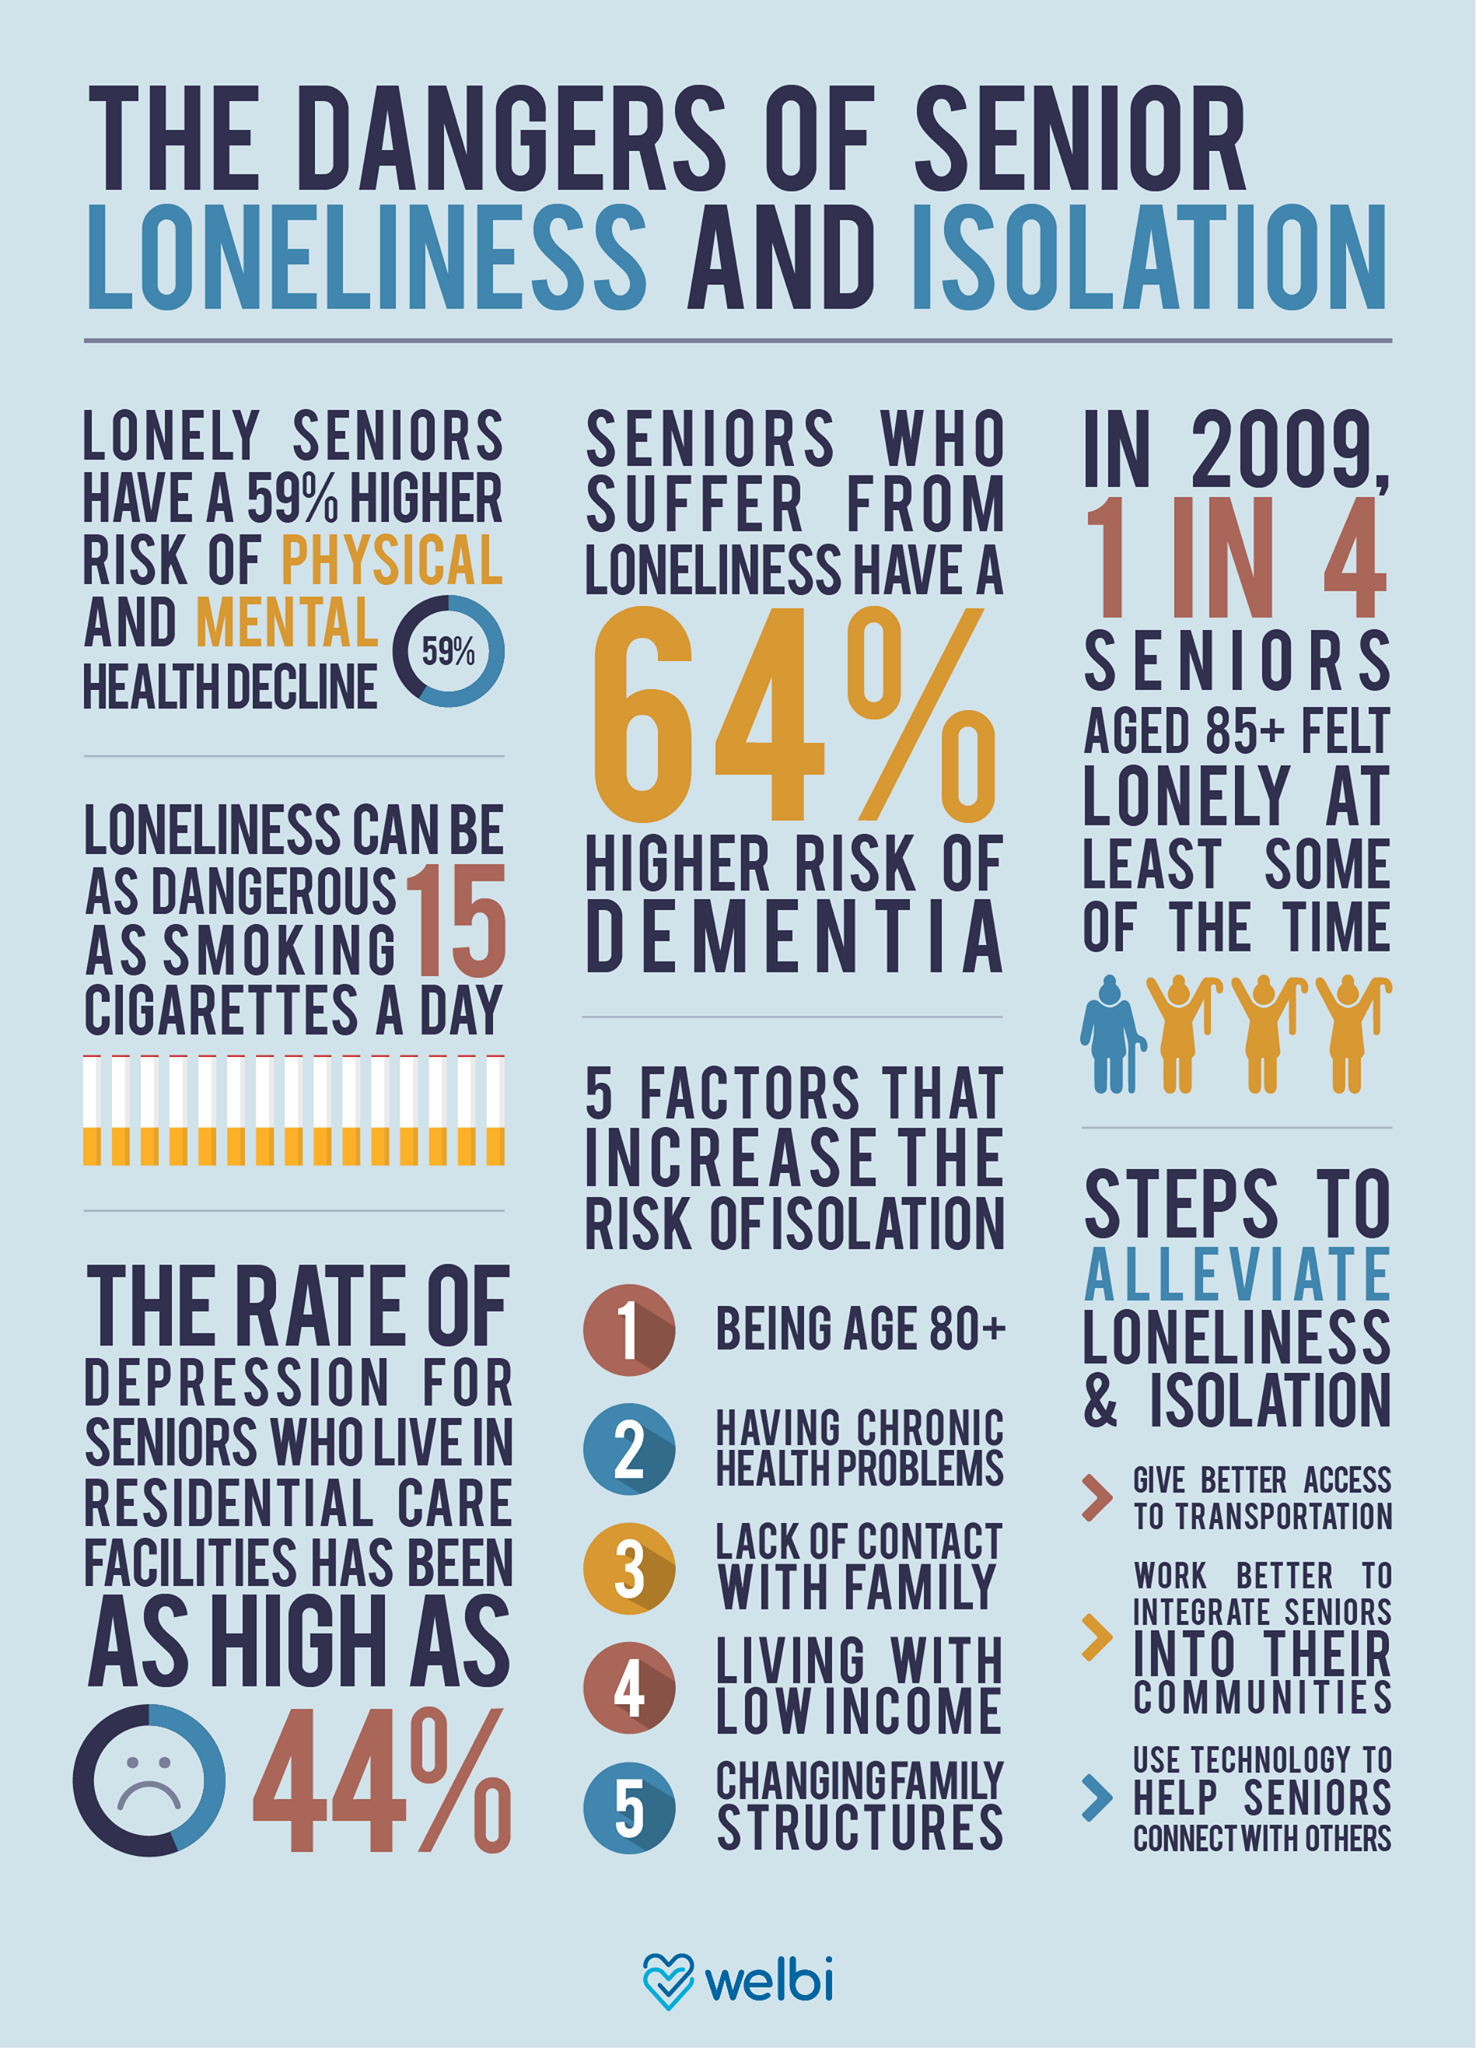 THE DANGERS OF SENIOR
LONELINESS AND ISOLATION
LONELY SENIORS
HAVE A 59% HIGHER
RISK OF PHYSICAL
AND MENTAL
HEALTH DECLINE
59%
LONELINESS CAN BE
AS DANGEROUS
AS SMOKING 15
CIGARETTES A DAY
THE RATE OF
DEPRESSION FOR
SENIORS WHO LIVE IN
RESIDENTIAL CARE
FACILITIES HAS BEEN
AS HIGH AS
44%
SENIORS WHO
SUFFER FROM
LONELINESS HAVE A
64%
HIGHER RISK OF
DEMENTIA
5 FACTORS THAT
INCREASE THE
RISK OF ISOLATION
1 BEING AGE 80+
2 HAVING CHRONIC
HEALTH PROBLEMS
3 LACK OF CONTACT
WITH FAMILY
4 LIVING WITH
LOW INCOME
5 CHANGING FAMILY
STRUCTURES
IN 2009,
1 IN 4
SENIORS
AGED 85+ FELT
LONELY AT
LEAST SOME
OF THE TIME
STEPS TO
ALLEVIATE
LONELINESS
& ISOLATION
GIVE BETTER ACCESS
TO TRANSPORTATION
WORK BETTER TO
INTEGRATE SENIORS
INTO THEIR
COMMUNITIES
USE TECHNOLOGY TO
HELP SENIORS
CONNECT WITH OTHERS
welbi